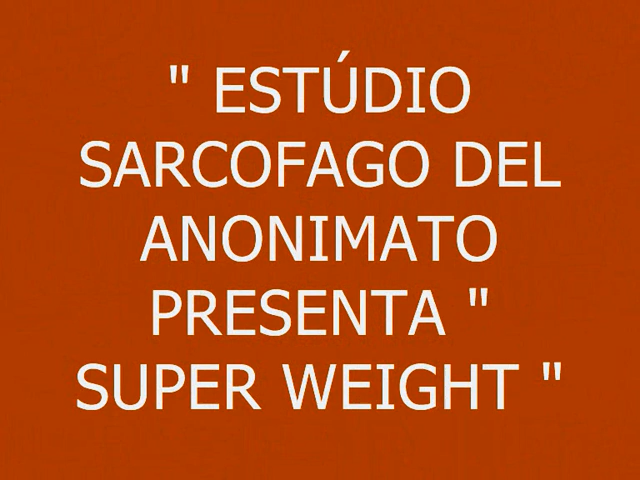 " ESTÚDIO
SARCOFAGO DEL
ANONIMATO
PRESENTA "
SUPER WEIGHT "